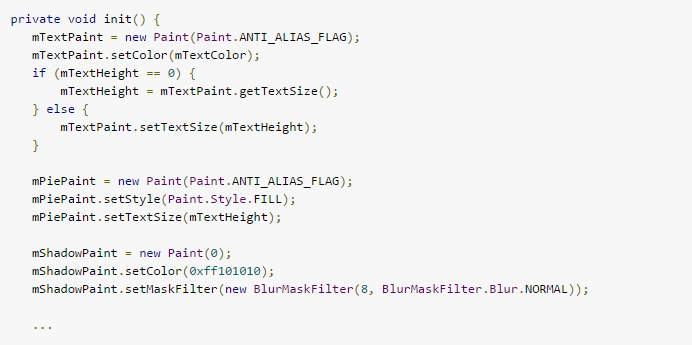 private void init() {
   mTextPaint = new Paint(Paint.ANTI_ALIAS_FLAG);
   mTextPaint.setColor(mTextColor);
   if (mTextHeight == 0) {
       mTextHeight = mTextPaint.getTextSize();
   } else {
       mTextPaint.setTextSize(mTextHeight);
   }

   mPiePaint = new Paint(Paint.ANTI_ALIAS_FLAG);
   mPiePaint.setStyle(Paint.Style.FILL);
   mPiePaint.setTextSize(mTextHeight);

   mShadowPaint = new Paint(0);
   mShadowPaint.setColor(0xff101010);
   mShadowPaint.setMaskFilter(new BlurMaskFilter(8, BlurMaskFilter.Blur.NORMAL));

   ...